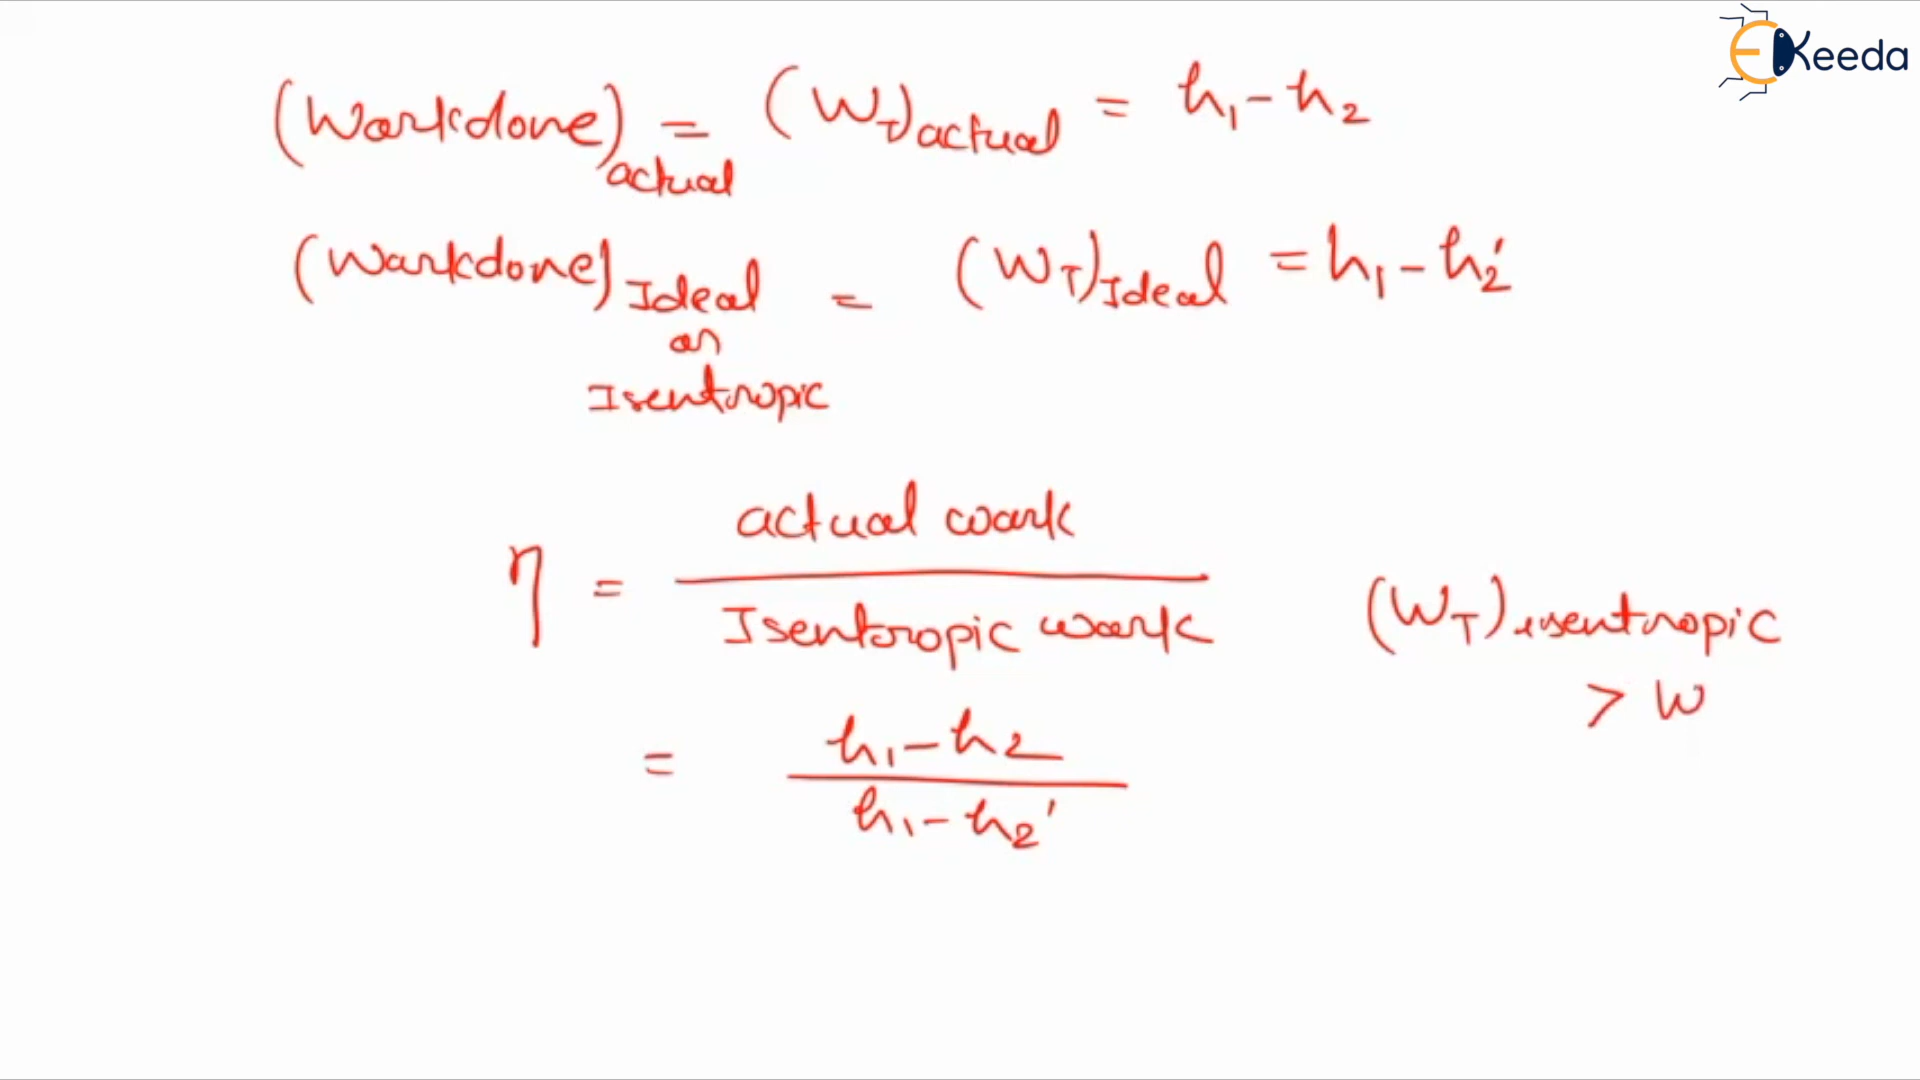 EKeeda
(Workdone)actual = (WT)actual = h1 - h2
(Workdone)Ideal or Isentropic = (WT)Ideal = h1 - h2'
η = actual work / Isentropic work
(WT)isentropic
> W
= h1 - h2 / h1 - h2'